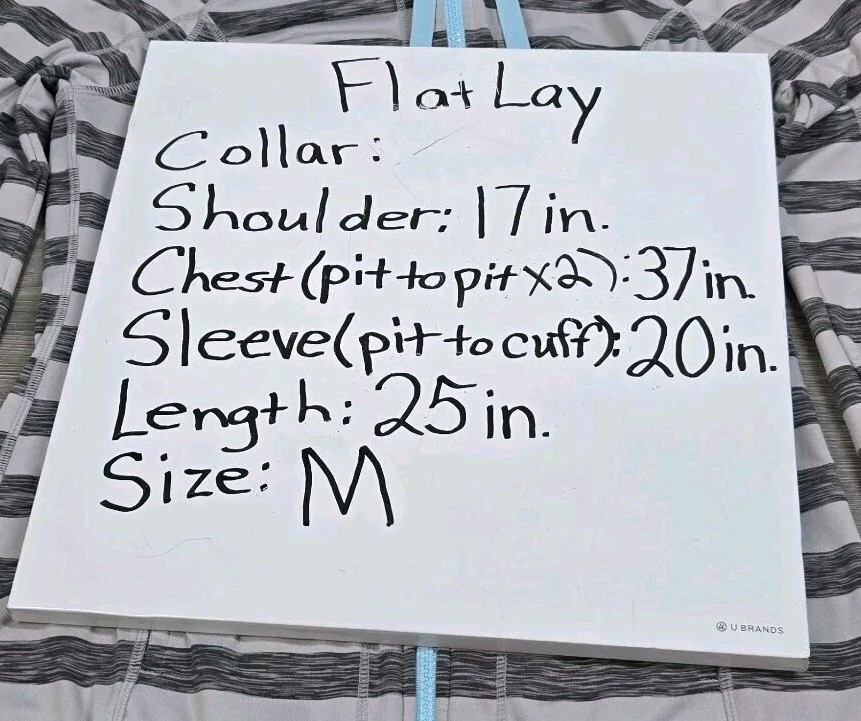 Flat Lay
Collar:
Shoulder: 17 in.
Chest (pit to pit x2): 37 in.
Sleeve (pit to cuff): 20 in.
Length: 25 in.
Size: M
U BRANDS